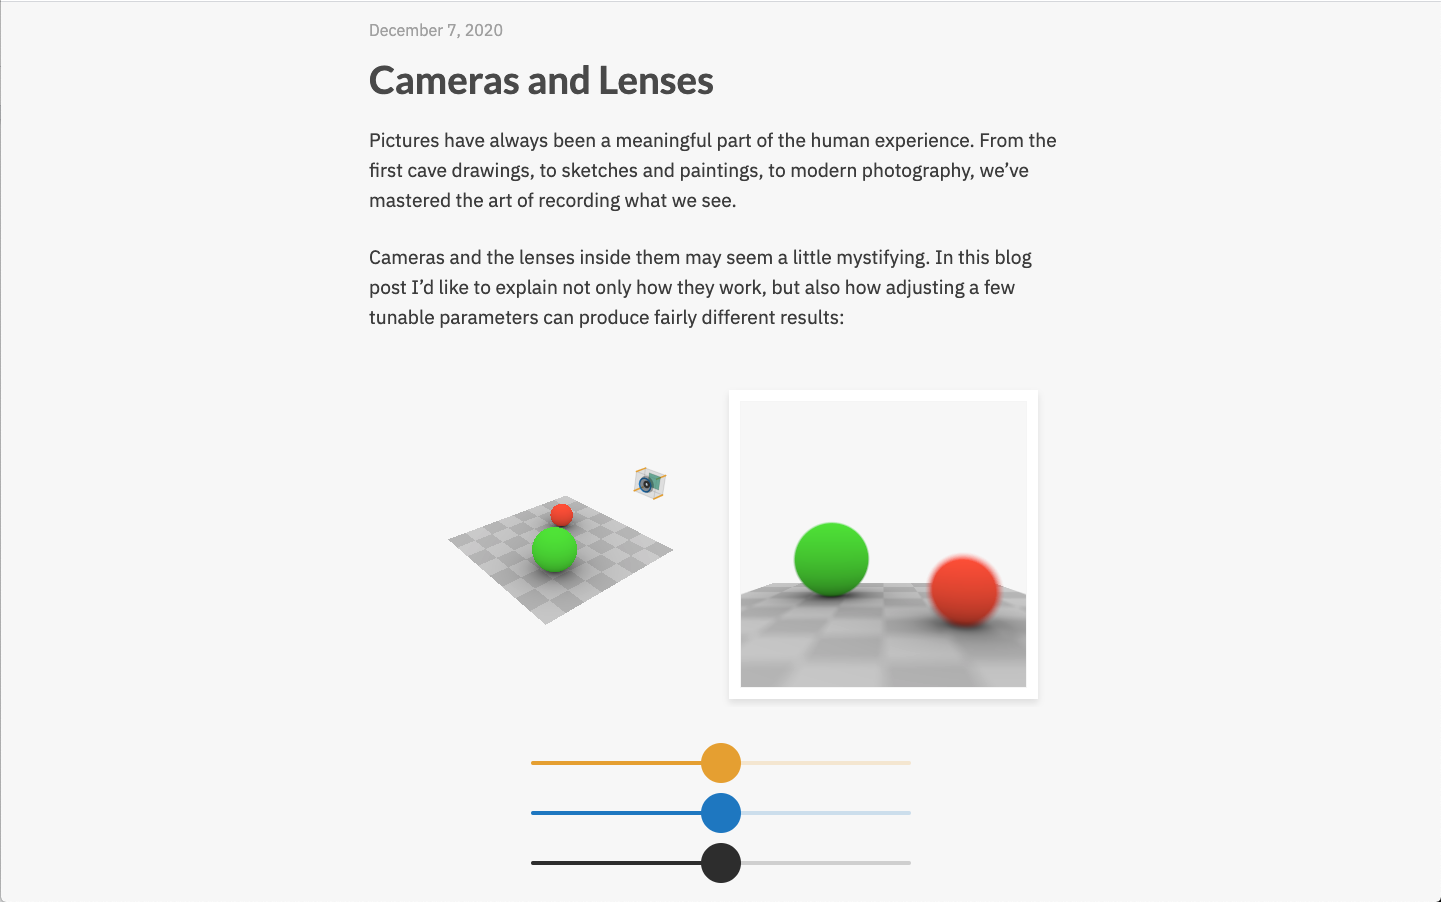 December 7, 2020
Cameras and Lenses
Pictures have always been a meaningful part of the human experience. From the
first cave drawings, to sketches and paintings, to modern photography, we’ve
mastered the art of recording what we see.
Cameras and the lenses inside them may seem a little mystifying. In this blog
post I’d like to explain not only how they work, but also how adjusting a few
tunable parameters can produce fairly different results: